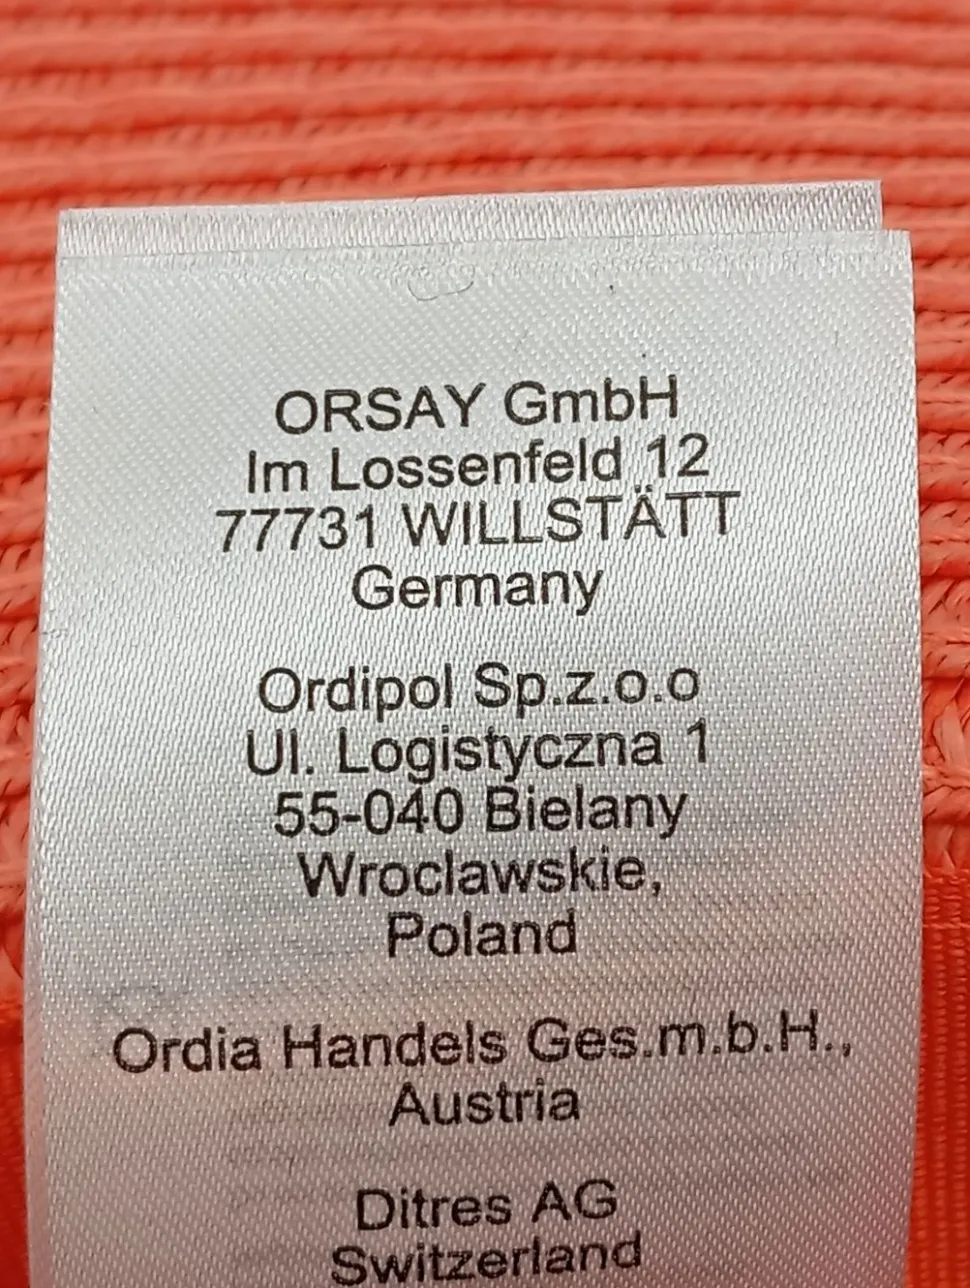 ORSAY GmbH
Im Lossenfeld 12
77731 WILLSTÄTT
Germany
Ordipol Sp.z.o.o
Ul. Logistyczna 1
55-040 Bielany
Wroclawskie,
Poland
Ordia Handels Ges.m.b.H.,
Austria
Ditres AG
Switzerland